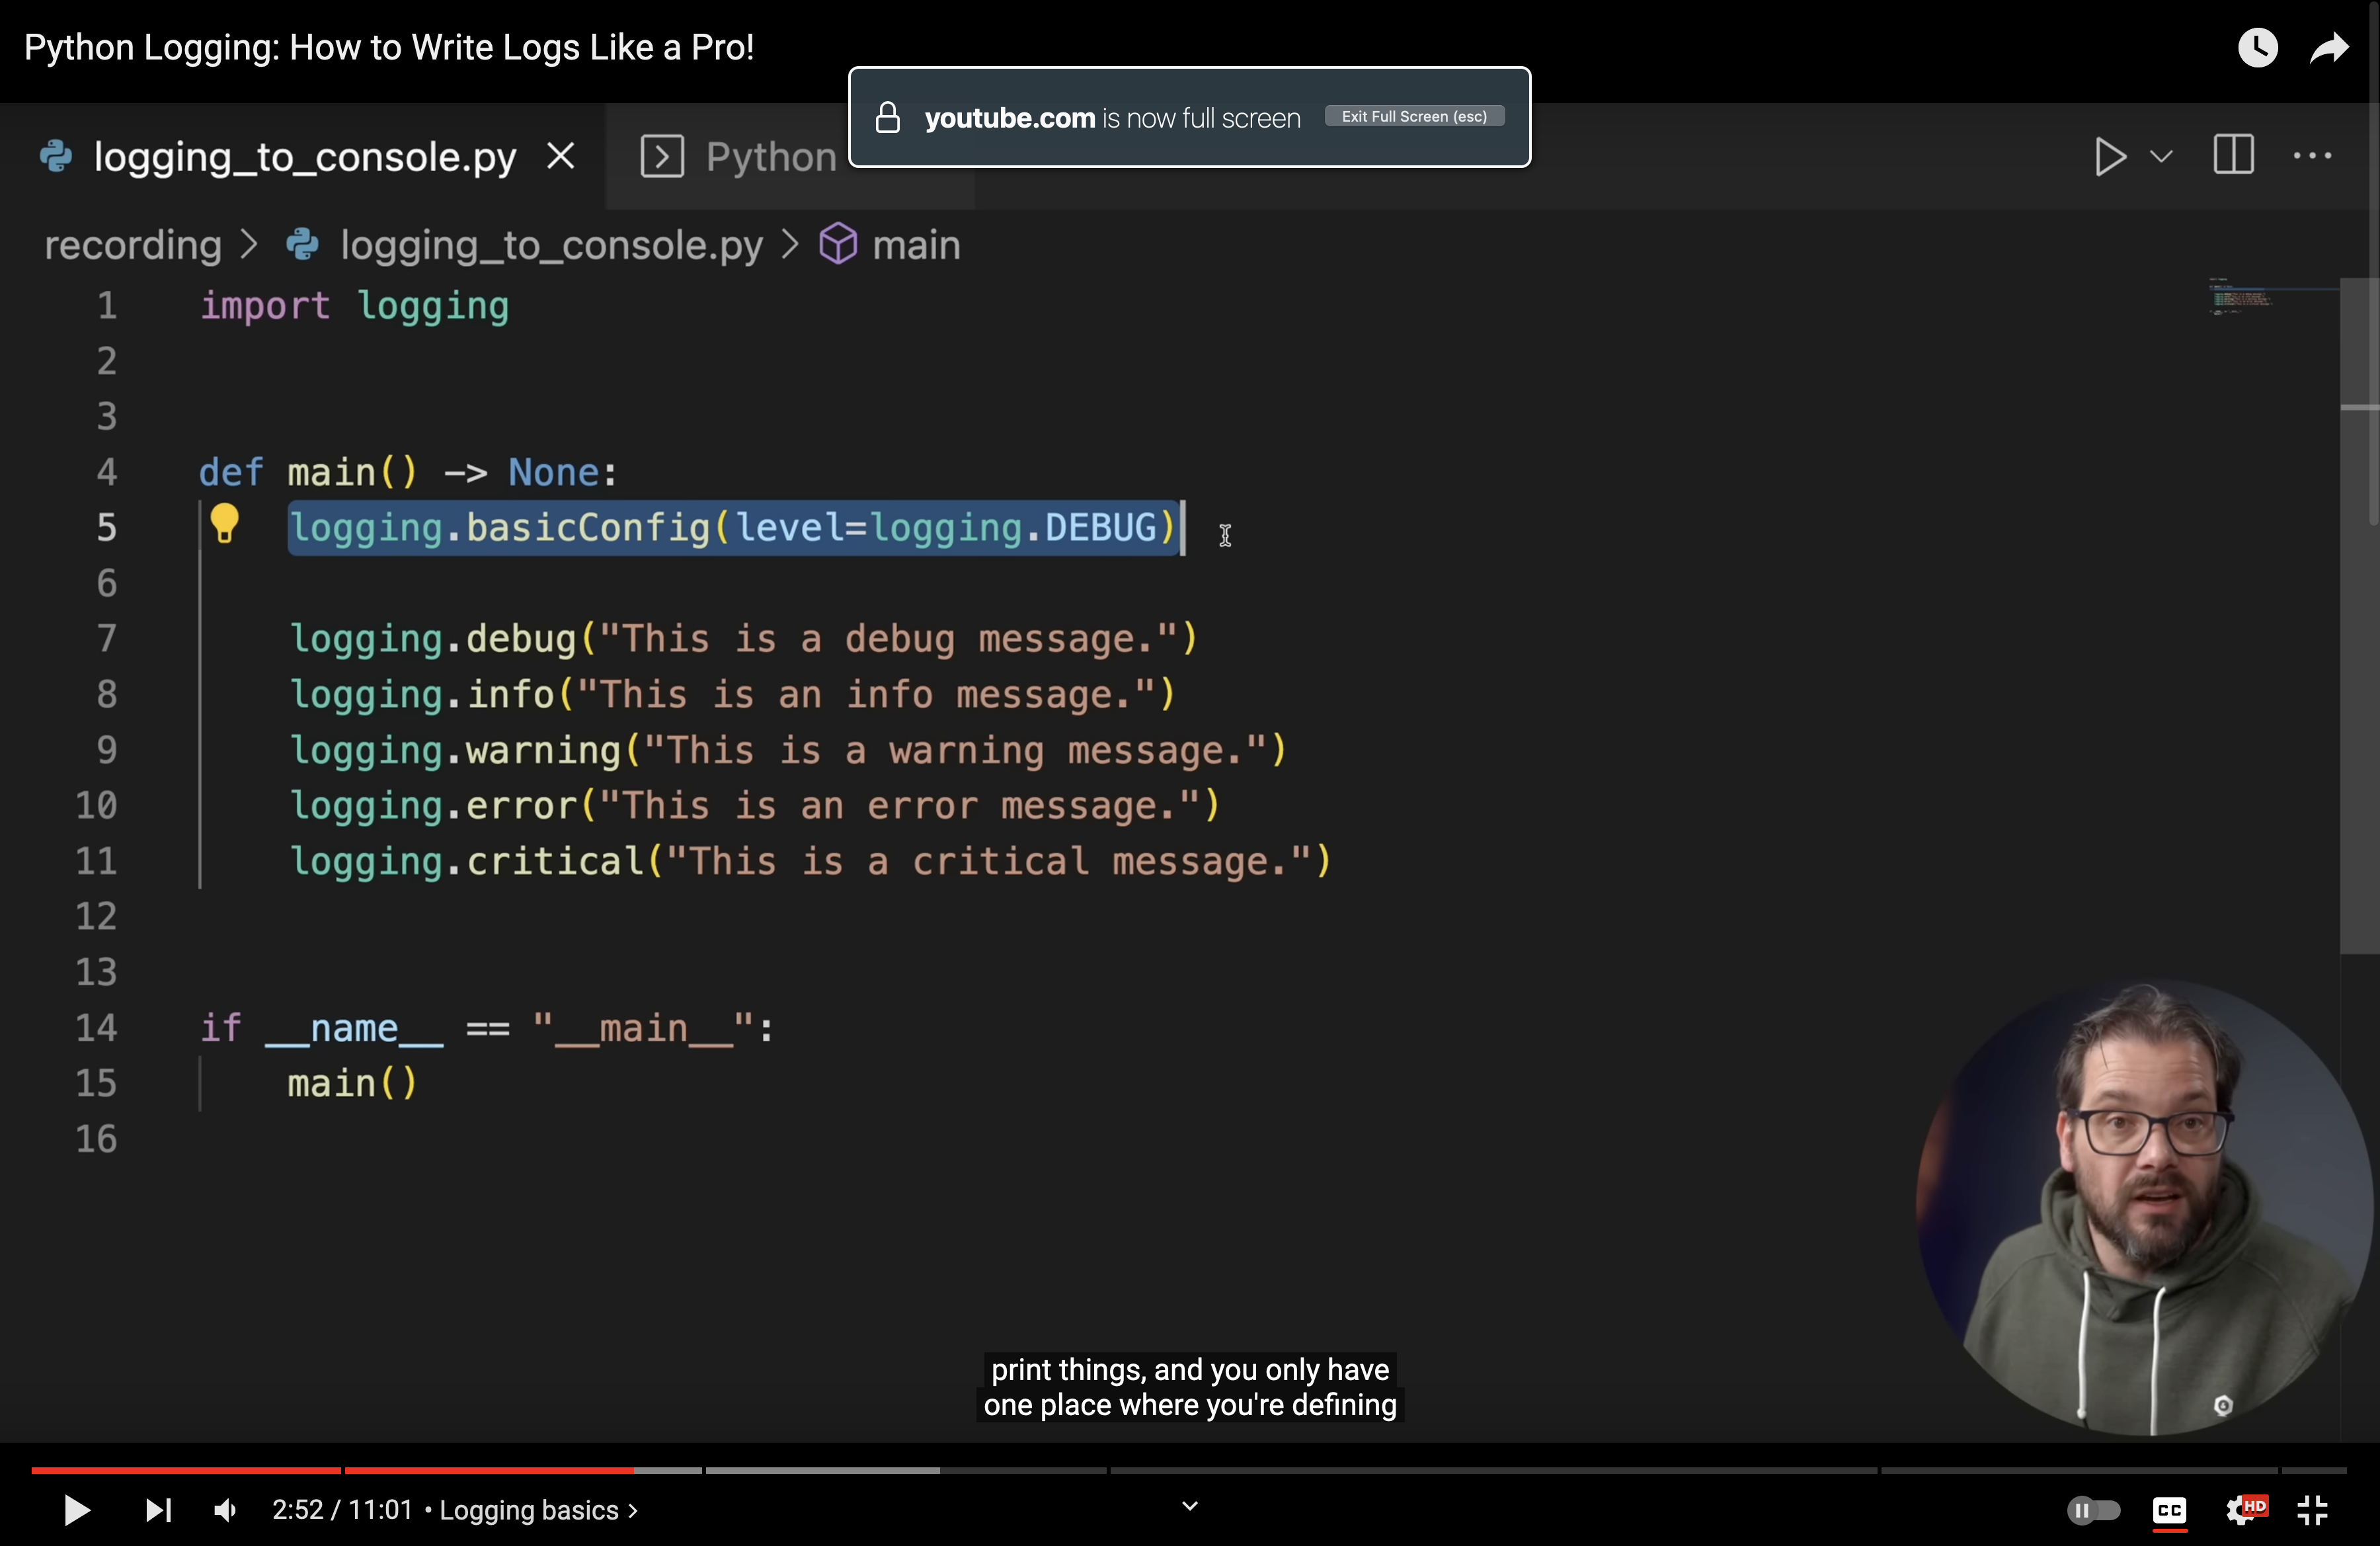 Python Logging: How to Write Logs Like a Pro!
youtube.com is now full screen Exit Full Screen (esc)
logging_to_console.py Python
recording > logging_to_console.py > main
1 import logging
2
3
4 def main() -> None:
5 logging.basicConfig(level=logging.DEBUG)
6
7 logging.debug("This is a debug message.")
8 logging.info("This is an info message.")
9 logging.warning("This is a warning message.")
10 logging.error("This is an error message.")
11 logging.critical("This is a critical message.")
12
13
14 if __name__ == "__main__":
15 main()
16
print things, and you only have
one place where you're defining
2:52 / 11:01 • Logging basics > CC HD